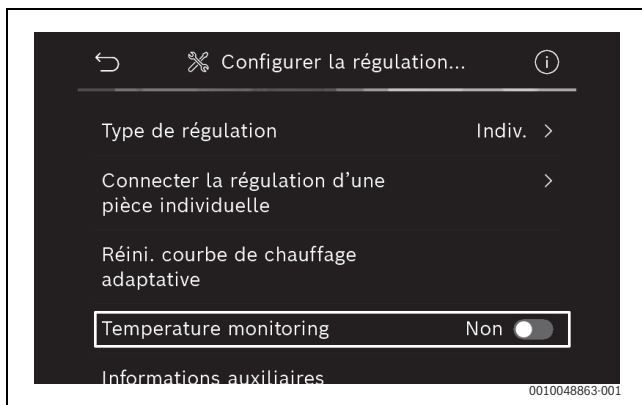 Configurer la régulation...
Type de régulation Indiv. >
Connecter la régulation d'une >
pièce individuelle
Réini. courbe de chauffage
adaptative
Temperature monitoring Non
Informations auxiliaires
0010048863-001